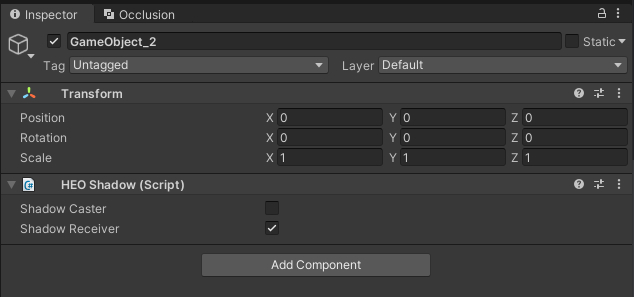 Inspector Occlusion
GameObject_2 Static
Tag Untagged Layer Default
Transform
Position X 0 Y 0 Z 0
Rotation X 0 Y 0 Z 0
Scale X 1 Y 1 Z 1
HEO Shadow (Script)
Shadow Caster
Shadow Receiver
Add Component